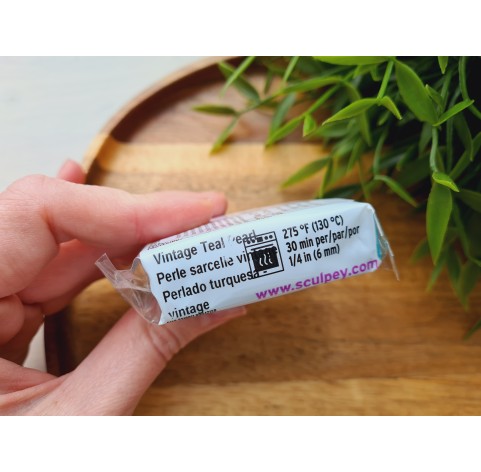 Vintage Teal
Perle sarcelle
Perlado turquesa
vintage
275 °F (130 °C)
30 min per/par/por
1/4 in (6 mm)
www.sculpey.com